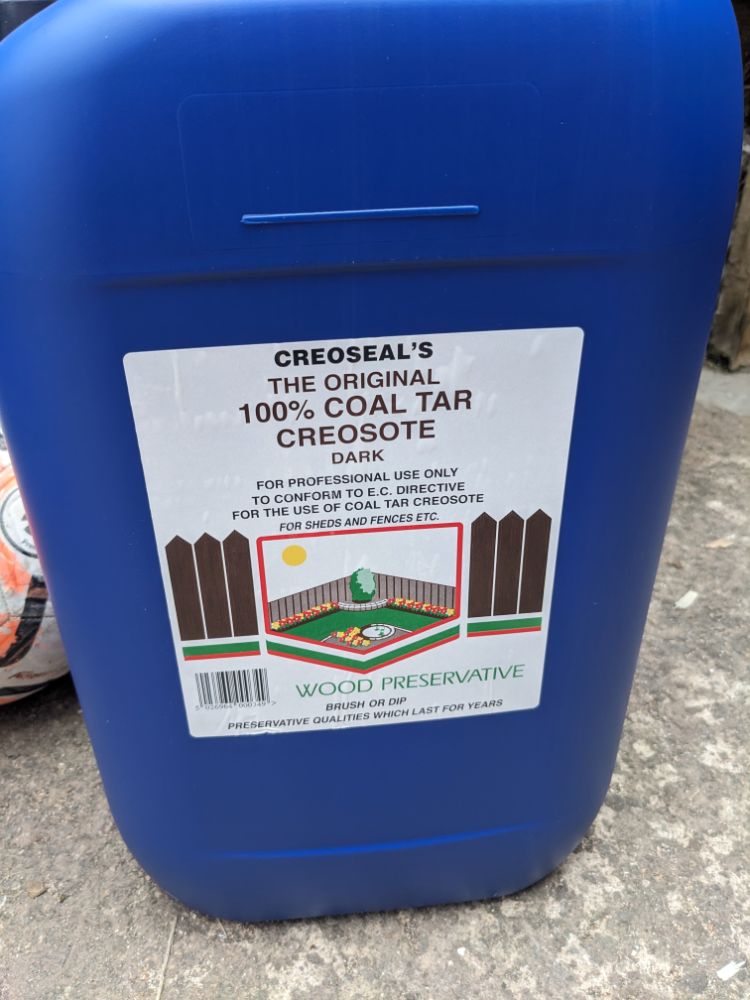 CREOSEAL'S
THE ORIGINAL
100% COAL TAR
CREOSOTE
DARK
FOR PROFESSIONAL USE ONLY
TO CONFORM TO E.C. DIRECTIVE
FOR THE USE OF COAL TAR CREOSOTE
FOR SHEDS AND FENCES ETC.
WOOD PRESERVATIVE
BRUSH OR DIP
PRESERVATIVE QUALITIES WHICH LAST FOR YEARS